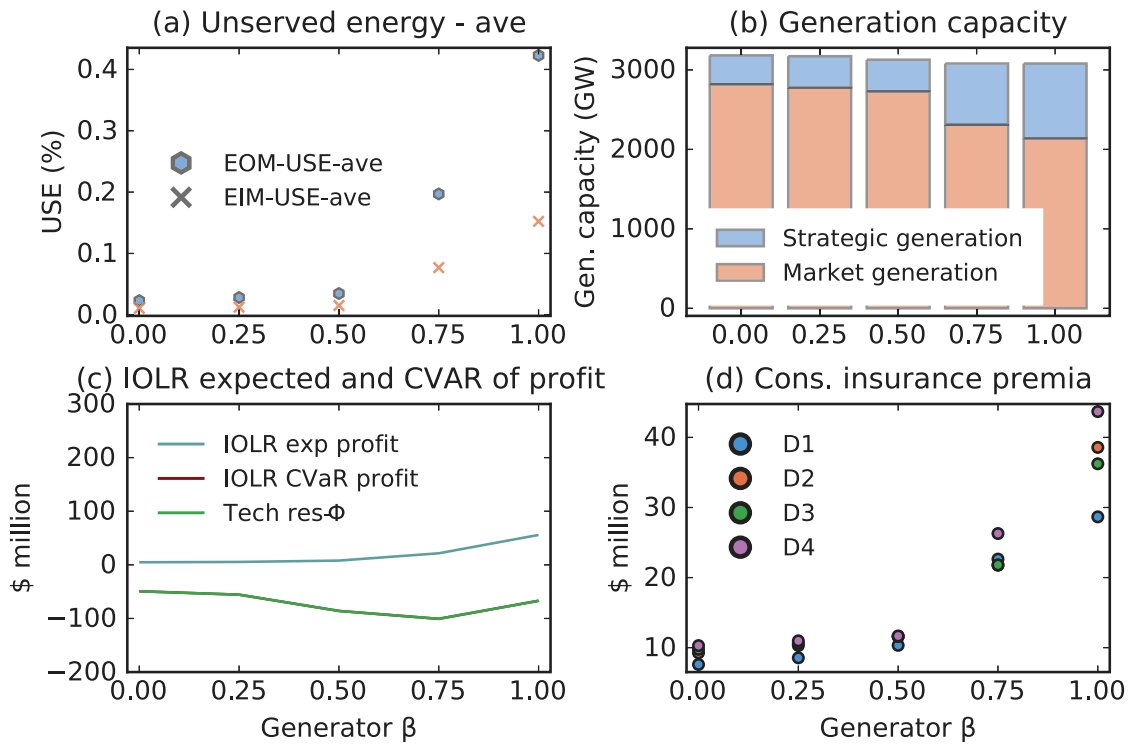 (a) Unserved energy - ave
USE (%)
0.4
0.3
0.2
0.1
0.0
EOM-USE-ave
EIM-USE-ave
0.00 0.25 0.50 0.75 1.00
(b) Generation capacity
Gen. capacity (GW)
3000
2000
1000
0
Strategic generation
Market generation
0.00 0.25 0.50 0.75 1.00
(c) IOLR expected and CVAR of profit
$ million
300
200
100
0
−100
−200
IOLR exp profit
IOLR CVaR profit
Tech res-Φ
0.00 0.25 0.50 0.75 1.00
Generator β
(d) Cons. insurance premia
$ million
40
30
20
10
D1
D2
D3
D4
0.00 0.25 0.50 0.75 1.00
Generator β